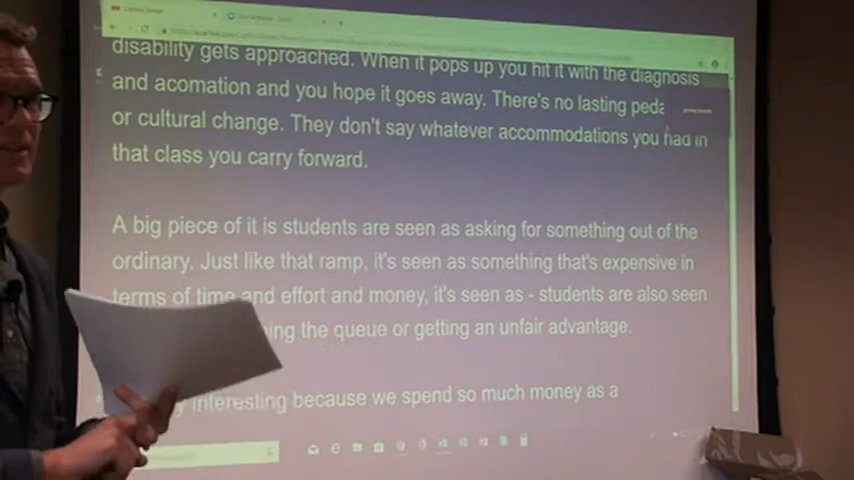 disability gets approached. When it pops up you hit it with the diagnosis
and acomation and you hope it goes away. There's no lasting peda
or cultural change. They don't say whatever accommodations you had in
that class you carry forward.
A big piece of it is students are seen as asking for something out of the
ordinary. Just like that ramp, it's seen as something that's expensive in
terms of time and effort and money, it's seen as - students are also seen
ing the queue or getting an unfair advantage.
interesting because we spend so much money as a